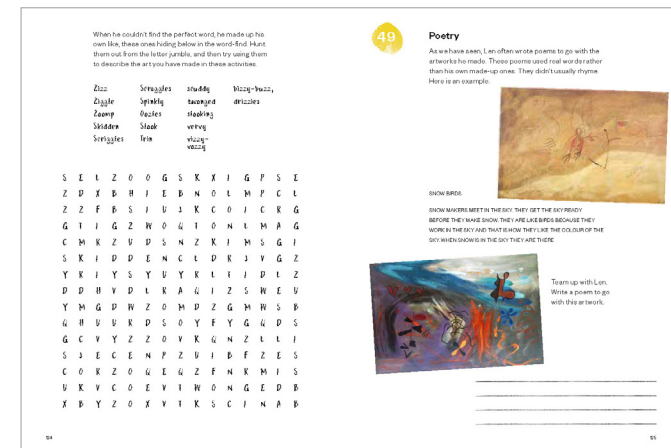 When he couldn't find the perfect word, he made up his
own like, these ones hiding below in the word-find. Hunt
them out from the letter jumble, and then try using them
to describe the art you have made in these activities.
Zizz Scruggles scuddy bizzy-buzz,
Ziggle Spinkly twonged drizzles
Zoomp Oozles slooking
Skidden Slook vervy
Scriggles Trin vizzy-
vozzy
S E L Z O O G S R X I G P S E
Z D X B H I E B N O L M P C L
Z Z F B S I U J K C O I C R G
G T I G Z W O Q T O N L M A G
C M R Z U D S N Z K I M S G I
S K I D D E N C L D R J V G Z
Y R I Y S Y U Y R L T I D L Z
D D H V D L R A Q I Z S W E U
Y M G D W Z O M D Z G M W S B
Q H U U R D S O Y F Y G Q D S
G C V Y Z Z O V K Q N Z L L I
S J E C E N P Z U I B F Z E S
C O R Z O Q E Q Z F N R M I S
U K V C O E V T W O N G E D B
X B Y Z O X V T K S C I N A B
124
49
Poetry
As we have seen, Len often wrote poems to go with the
artworks he made. These poems used real words rather
than his own made-up ones. They didn't usually rhyme.
Here is an example.
SNOW BIRDS
SNOW MAKERS MEET IN THE SKY. THEY GET THE SKY READY
BEFORE THEY MAKE SNOW. THEY ARE LIKE BIRDS BECAUSE THEY
WORK IN THE SKY AND THAT IS HOW THEY LIKE THE COLOUR OF THE
SKY. WHEN SNOW IS IN THE SKY THEY ARE THERE
Team up with Len.
Write a poem to go
with this artwork.
125